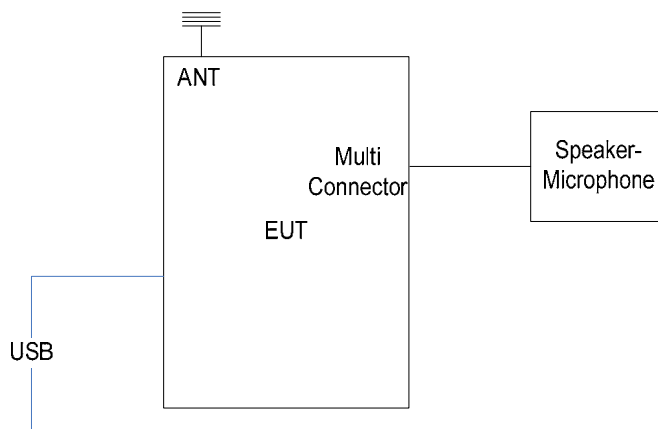 ANT
Multi
Connector
Speaker-
Microphone
EUT
USB